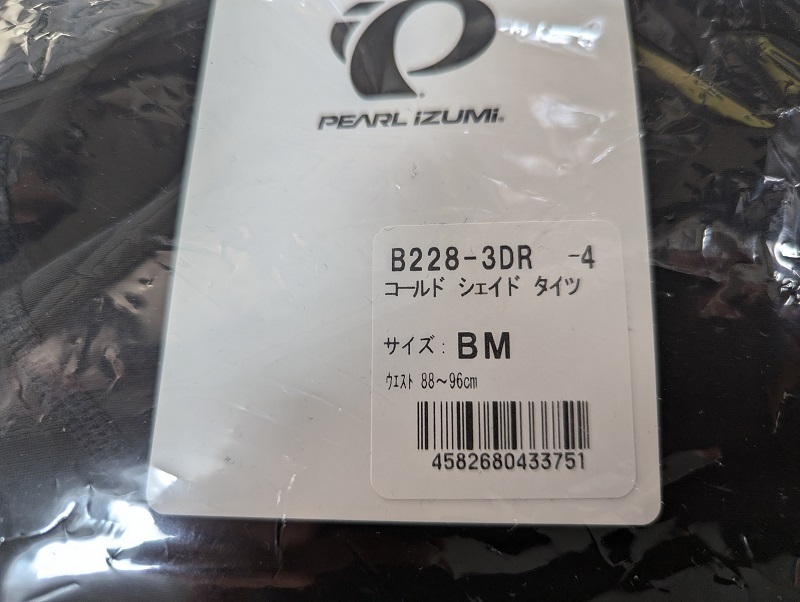 PEARL iZUMi®
B228-3DR -4
コールド シェイド タイツ
サイズ: BM
ウエスト 88～96cm
4582680433751